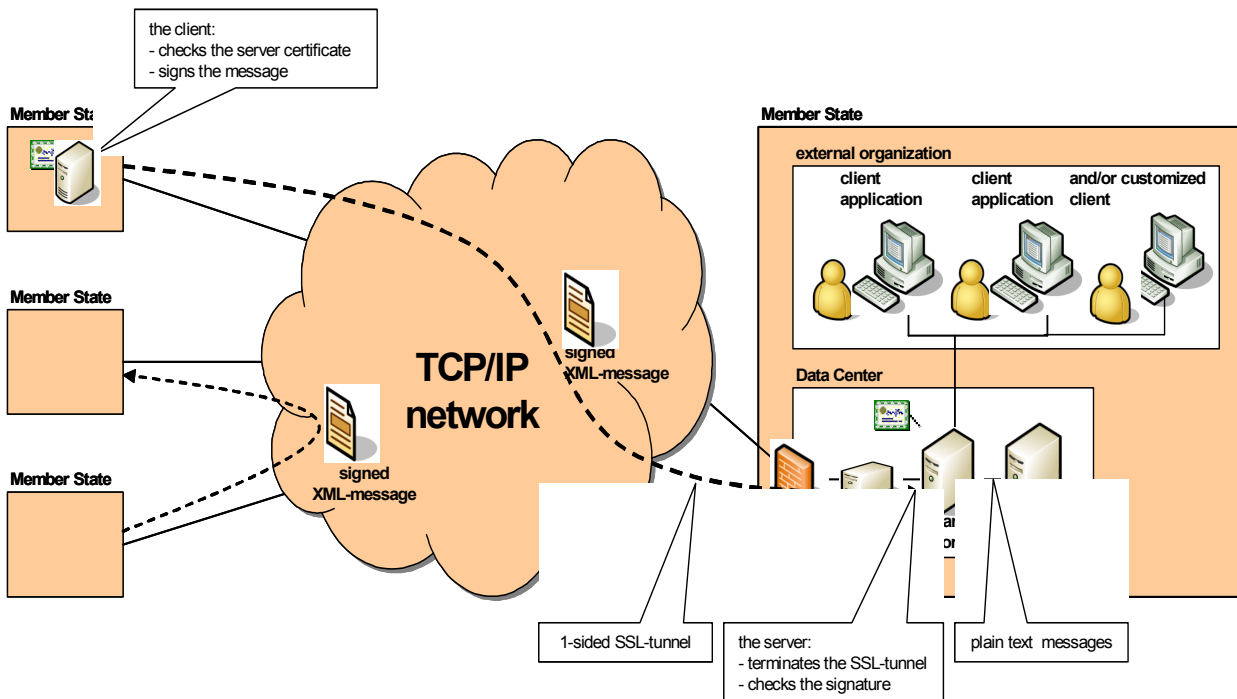 the client:
- checks the server certificate
- signs the message
Member
Member State
external organization
client
application
client
application
and/or customized
client
Member State
TCP/IP
network
signed
XML-message
signed
XML-message
Data Center
Member State
1-sided SSL-tunnel
the server:
- terminates the SSL-tunnel
- checks the signature
plain text messages